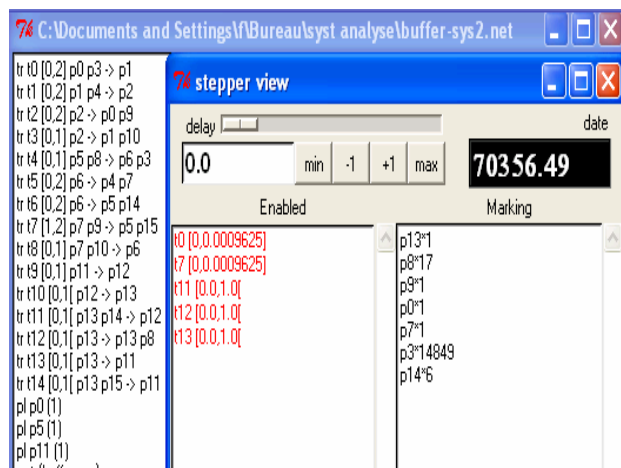 C:\Documents and Settings\f\Bureau\syst analyse\buffer-sys2.net
tr t0 [0,2] p0 p3 -> p1
tr t1 [0,2] p1 p4 -> p2
tr t2 [0,2] p2 -> p0 p9
tr t3 [0,1] p2 -> p1 p10
tr t4 [0,1] p5 p8 -> p6 p3
tr t5 [0,2] p6 -> p4 p7
tr t6 [0,2] p6 -> p5 p14
tr t7 [1,2] p7 p9 -> p5 p15
tr t8 [0,1] p7 p10 -> p6
tr t9 [0,1] p11 -> p12
tr t10 [0,1[ p12 -> p13
tr t11 [0,1[ p13 p14 -> p12
tr t12 [0,1[ p13 -> p13 p8
tr t13 [0,1[ p13 -> p11
tr t14 [0,1[ p13 p15 -> p11
pl p0 (1)
pl p5 (1)
pl p11 (1)
stepper view
delay
date
0.0
min
-1
+1
max
70356.49
Enabled
Marking
t0 [0,0.0009625]
t7 [0,0.0009625]
t11 [0.0,1.0[
t12 [0.0,1.0[
t13 [0.0,1.0[
p13*1
p8*17
p9*1
p0*1
p7*1
p3*14849
p14*6